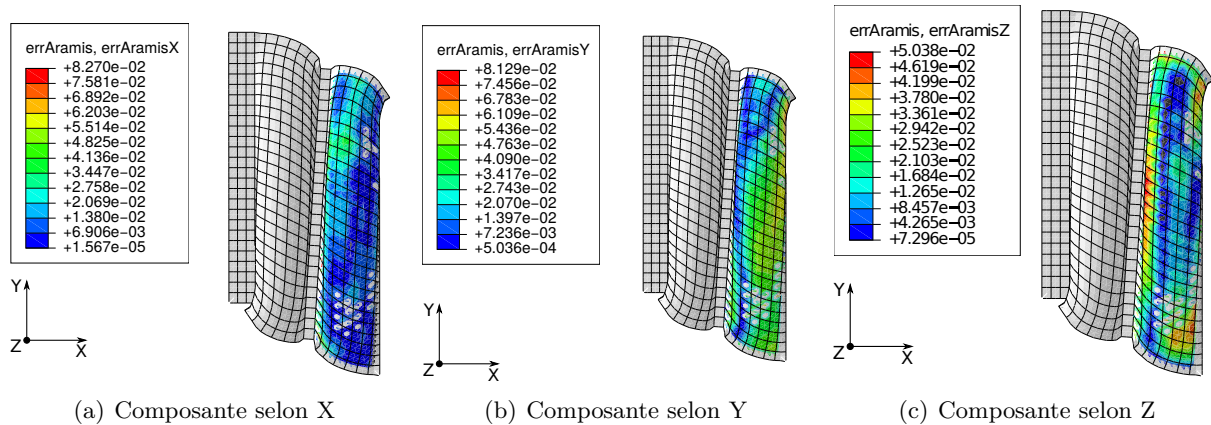 errAramis, errAramisX
+8.270e−02
+7.581e−02
+6.892e−02
+6.203e−02
+5.514e−02
+4.825e−02
+4.136e−02
+3.447e−02
+2.758e−02
+2.069e−02
+1.380e−02
+6.906e−03
+1.567e−05
Y
Z
X
errAramis, errAramisY
+8.129e−02
+7.456e−02
+6.783e−02
+6.109e−02
+5.436e−02
+4.763e−02
+4.090e−02
+3.417e−02
+2.743e−02
+2.070e−02
+1.397e−02
+7.236e−03
+5.036e−04
Y
Z
X
errAramis, errAramisZ
+5.038e−02
+4.619e−02
+4.199e−02
+3.780e−02
+3.361e−02
+2.942e−02
+2.523e−02
+2.103e−02
+1.684e−02
+1.265e−02
+8.457e−03
+4.265e−03
+7.296e−05
Y
Z
X
(a) Composante selon X
(b) Composante selon Y
(c) Composante selon Z